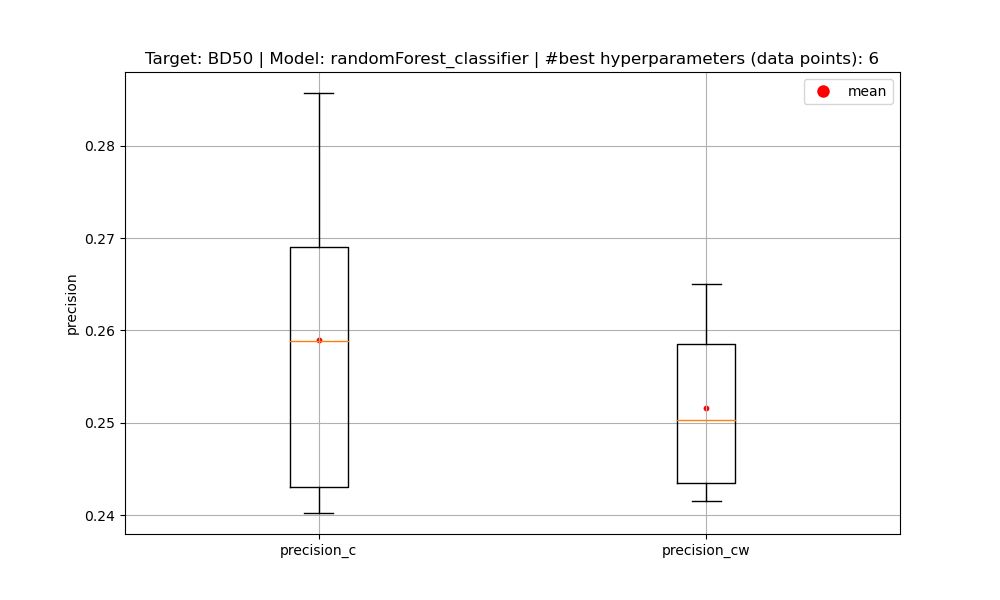 Target: BD50 | Model: randomForest_classifier | #best hyperparameters (data points): 6
mean
0.28
0.27
0.26
0.25
0.24
precision
precision_c
precision_cw